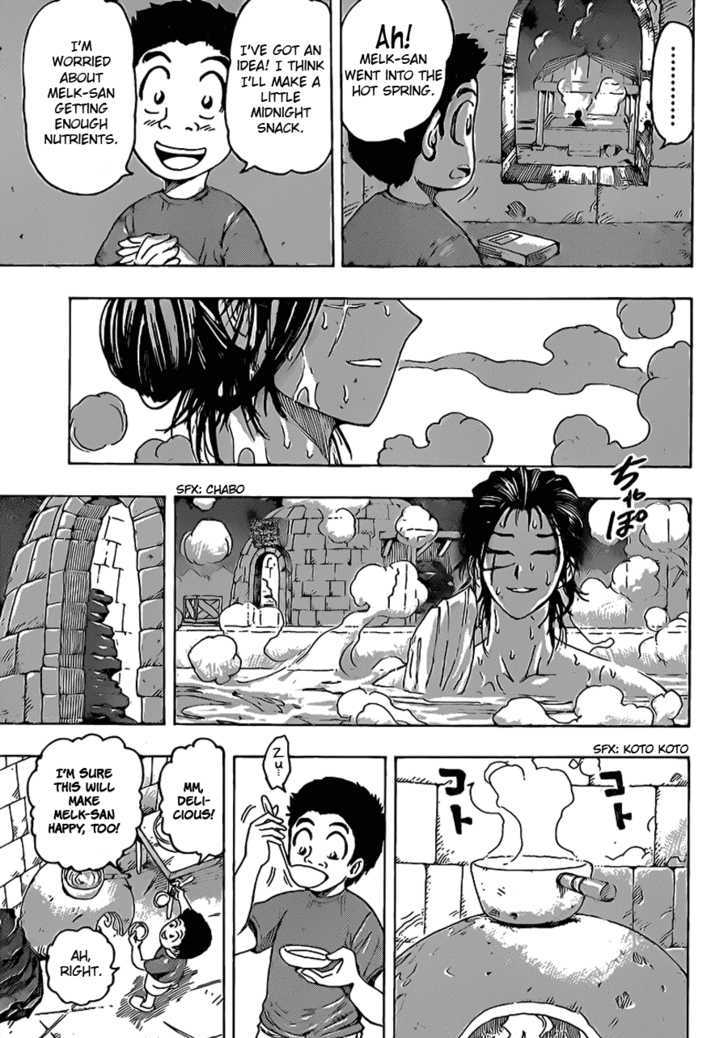 .........
Ah!
MELK-SAN
WENT INTO THE
HOT SPRING.
I'VE GOT AN
IDEA! I THINK
I'LL MAKE
A LITTLE
MIDNIGHT
SNACK.
I'M
WORRIED
ABOUT
MELK-SAN
GETTING
ENOUGH
NUTRIENTS.
SFX: CHABO
ちゃぽ
SFX: KOTO KOTO
コト
コト
Zu...
MM,
DELI-
CIOUS!
I'M SURE
THIS WILL
MAKE
MELK-SAN
HAPPY, TOO!
AH,
RIGHT.